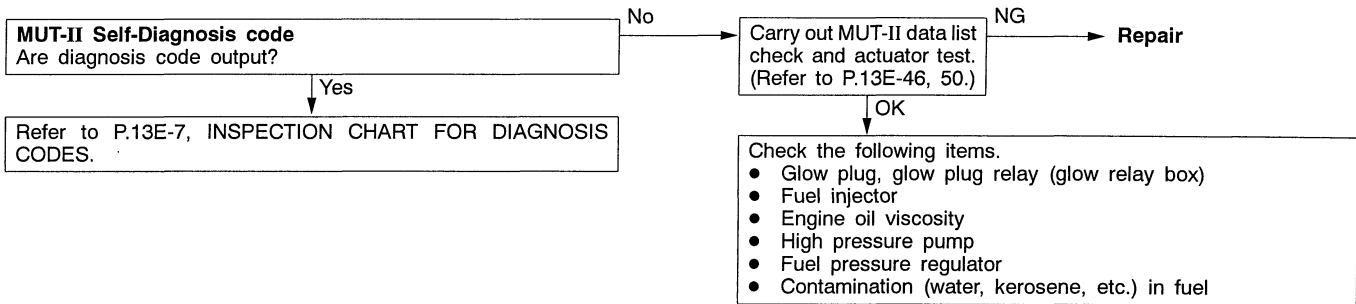 MUT-II Self-Diagnosis code
Are diagnosis code output?
No
Carry out MUT-II data list
check and actuator test.
(Refer to P.13E-46, 50.)
NG
Repair
Yes
OK
Refer to P.13E-7, INSPECTION CHART FOR DIAGNOSIS
CODES.
Check the following items.
● Glow plug, glow plug relay (glow relay box)
● Fuel injector
● Engine oil viscosity
● High pressure pump
● Fuel pressure regulator
● Contamination (water, kerosene, etc.) in fuel